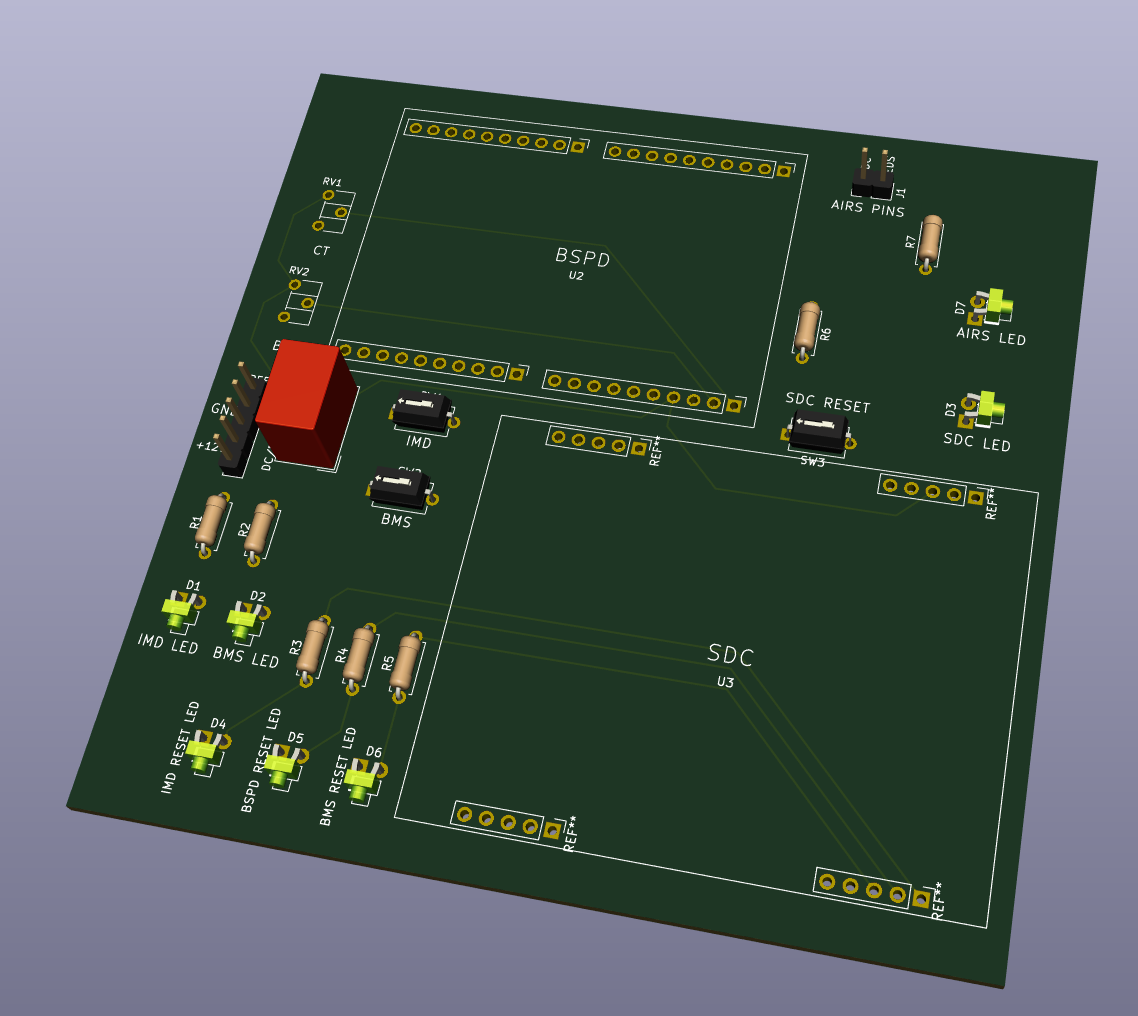 RV1
J1
AIRS PINS
CT
R7
BSPD
U2
RV2
D7
AIRS LED
R6
SDC RESET
D3
SDC LED
GND
IMD
SW3
+12
REF**
REF**
BMS
R1
R2
D1
D2
IMD LED
BMS LED
R3
R4
R5
SDC
U3
IMD RESET LED
D4
BSPD RESET LED
D5
BMS RESET LED
D6
REF**
REF**